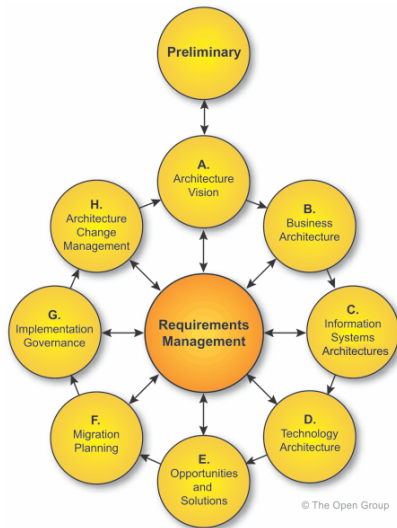 Preliminary
A.
Architecture
Vision
B.
Business
Architecture
C.
Information
Systems
Architectures
D.
Technology
Architecture
E.
Opportunities
and
Solutions
F.
Migration
Planning
G.
Implementation
Governance
H.
Architecture
Change
Management
Requirements
Management
© The Open Group